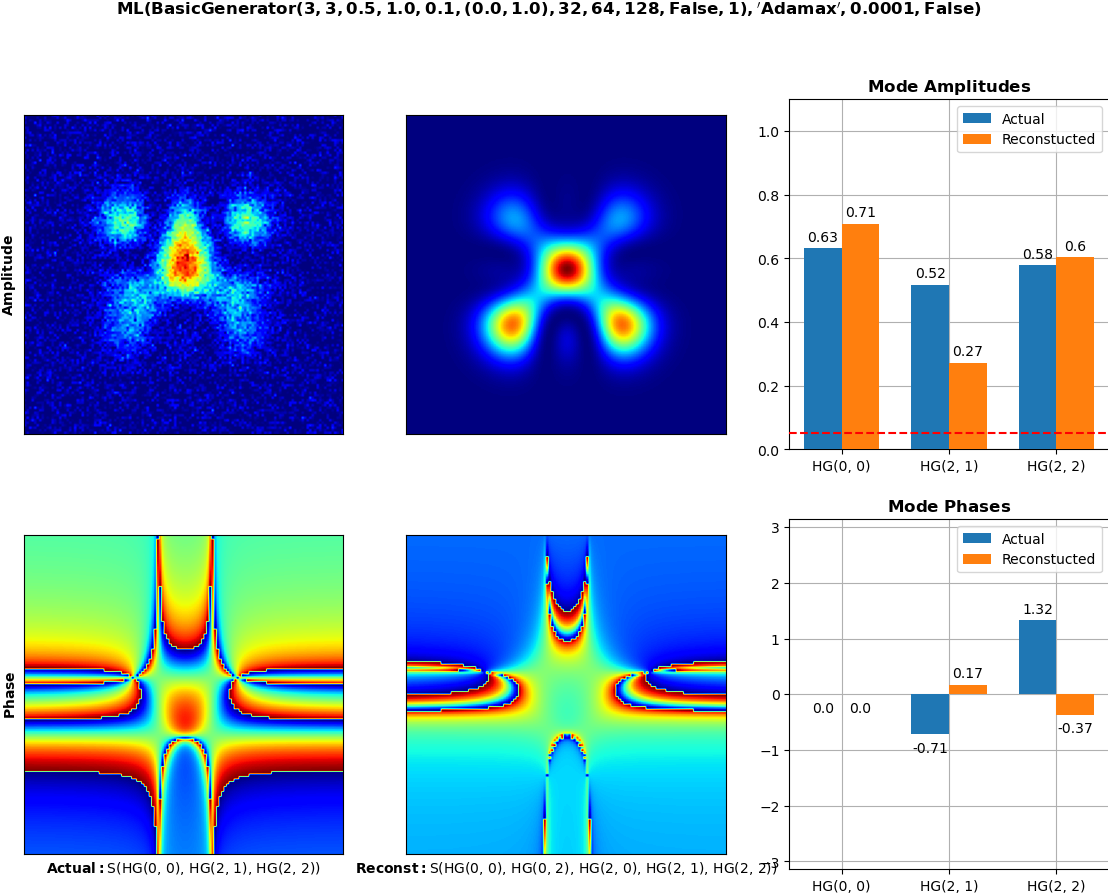 ML(BasicGenerator(3, 3, 0.5, 1.0, 0.1, (0.0, 1.0), 32, 64, 128, False, 1), ′Adamax′, 0.0001, False)
Mode Amplitudes
Amplitude
1.0
0.8
0.6
0.4
0.2
0.0
Actual
Reconstucted
0.63
0.71
0.52
0.27
0.58
0.6
HG(0, 0)
HG(2, 1)
HG(2, 2)
Mode Phases
Phase
3
2
1
0
−1
−2
−3
Actual
Reconstucted
0.0
0.0
-0.71
0.17
1.32
-0.37
HG(0, 0)
HG(2, 1)
HG(2, 2)
Actual: S(HG(0, 0), HG(2, 1), HG(2, 2))
Reconst: S(HG(0, 0), HG(0, 2), HG(2, 0), HG(2, 1), HG(2, 2))